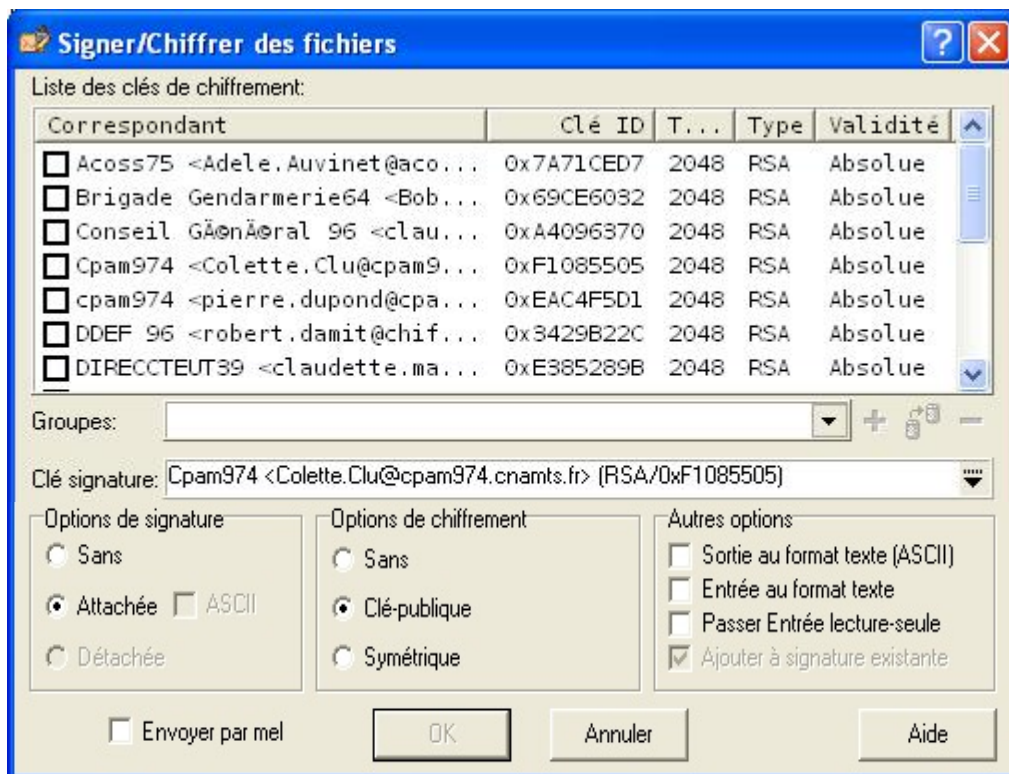 Signer/Chiffrer des fichiers
Liste des clés de chiffrement:
Correspondant Clé ID T... Type Validité
Acoss75 <Adele.Auvinet@aco... 0x7A71CED7 2048 RSA Absolue
Brigade Gendarmerie64 <Bob... 0x69CE6032 2048 RSA Absolue
Conseil GÄ©nÄ©ral 96 <clau... 0xA4096370 2048 RSA Absolue
Cpam974 <Colette.Clu@cpam9... 0xF1085505 2048 RSA Absolue
cpam974 <pierre.dupond@cpa... 0xEAC4F5D1 2048 RSA Absolue
DDEF 96 <robert.damit@chif... 0x3429B22C 2048 RSA Absolue
DIRECCTEUT39 <claudette.ma... 0xE385289B 2048 RSA Absolue
Groupes:
Clé signature: Cpam974 <Colette.Clu@cpam974.cnamts.fr> (RSA/0xF1085505)
Options de signature Options de chiffrement Autres options
Sans Sans Sortie au format texte (ASCII)
Attachée ASCII Clé-publique Entrée au format texte
Passer Entrée lecture-seule
Détachée Symétrique Ajouter à signature existante
Envoyer par mel OK Annuler Aide